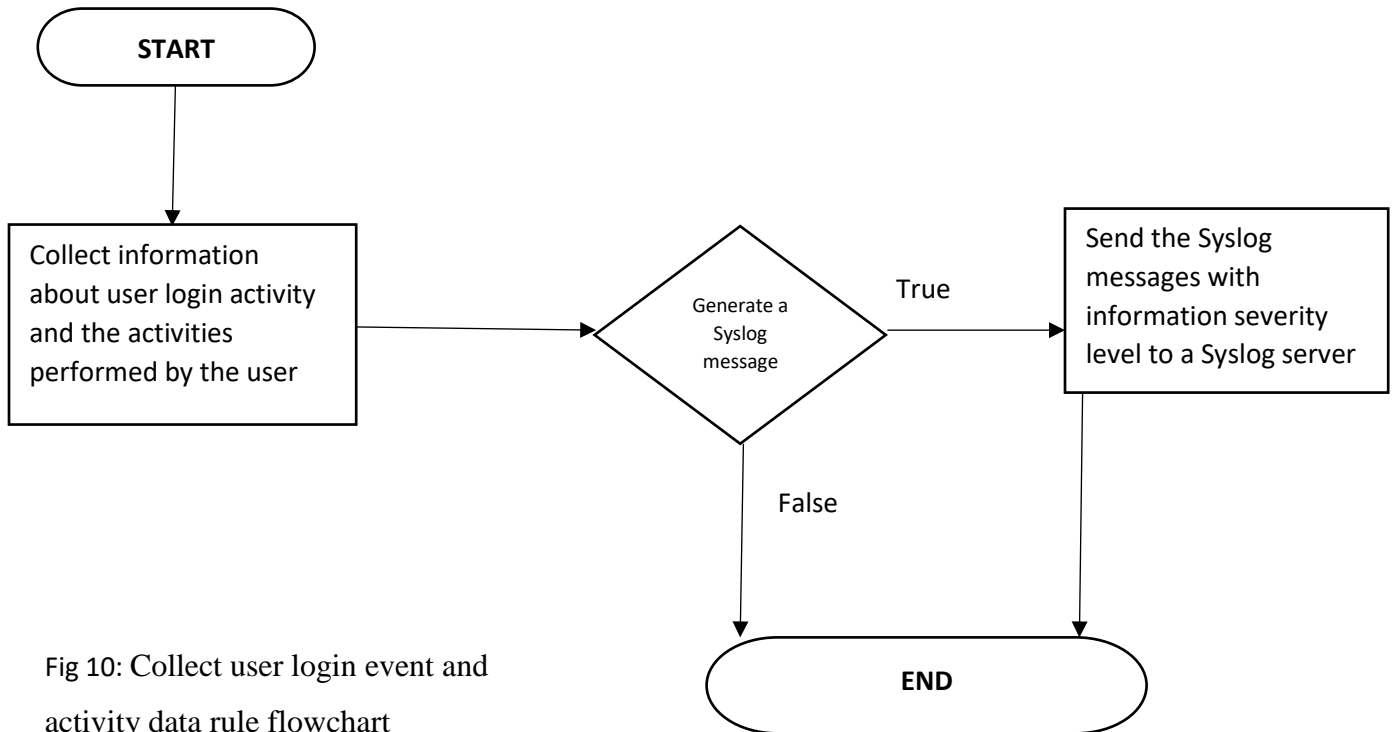 START
Collect information
about user login activity
and the activities
performed by the user
Generate a
Syslog
message
True
Send the Syslog
messages with
information severity
level to a Syslog server
False
END
Fig 10: Collect user login event and
activity data rule flowchart